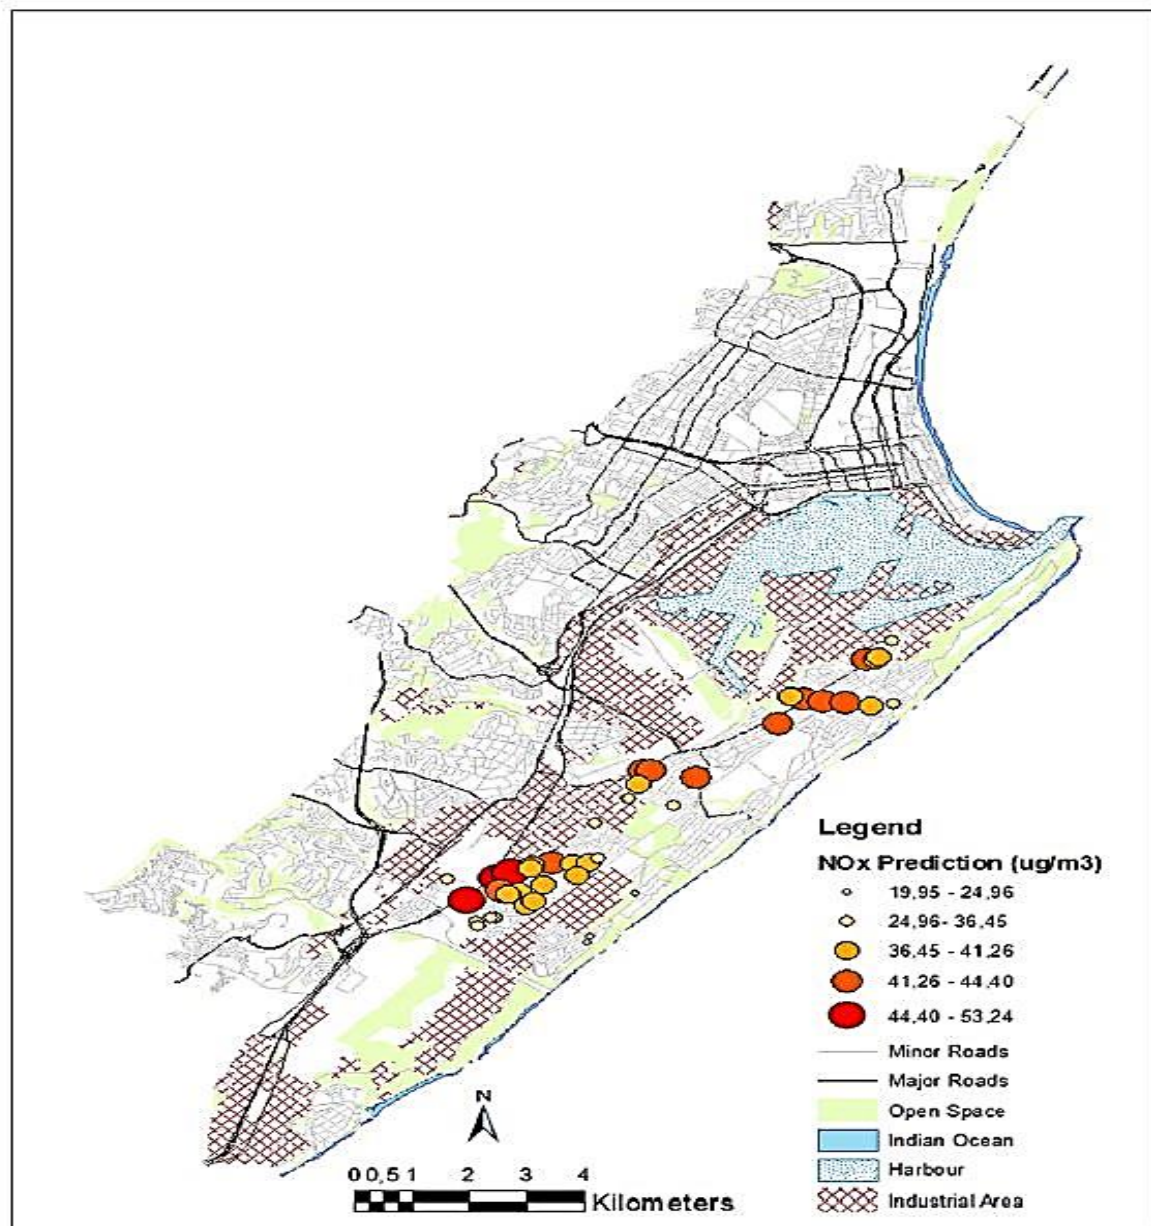 Legend
NOx Prediction (ug/m3)
19,95 - 24,96
24,96- 36,45
36,45 - 41,26
41,26 - 44,40
44,40 - 53,24
Minor Roads
Major Roads
Open Space
Indian Ocean
Harbour
Industrial Area
N
0 0,5 1 2 3 4
Kilometers